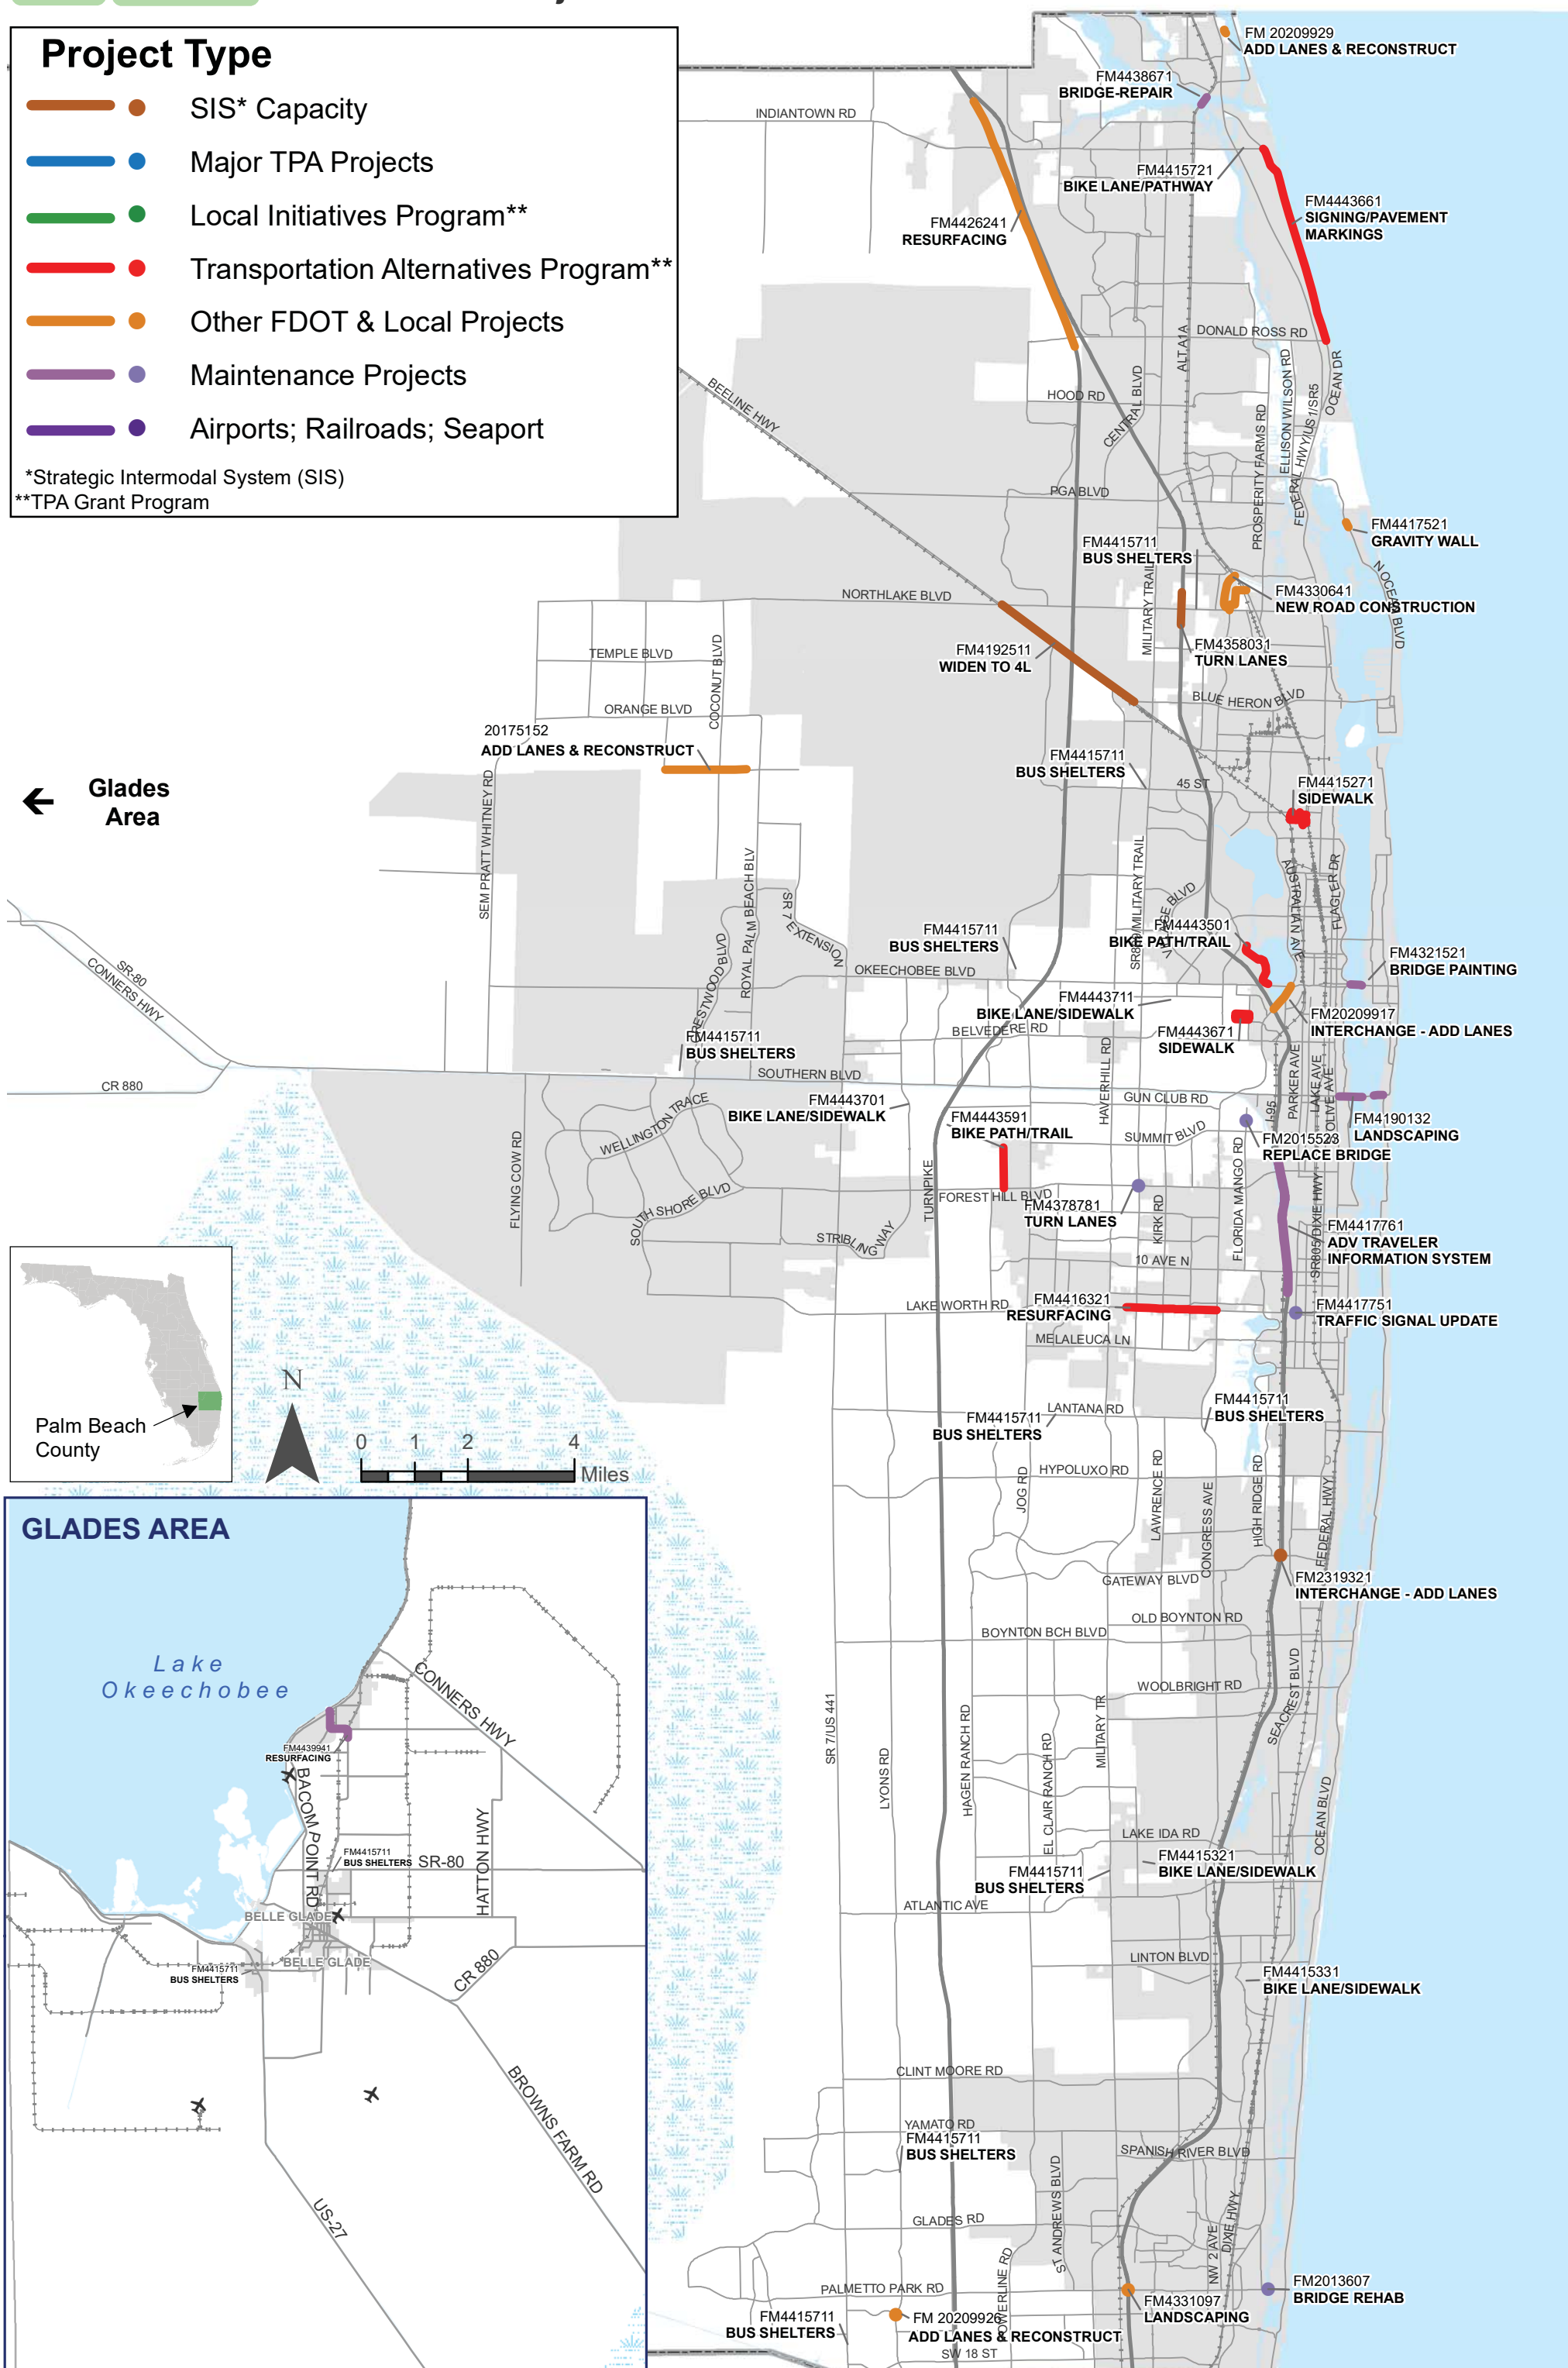 Project Type
SIS* Capacity
Major TPA Projects
Local Initiatives Program**
Transportation Alternatives Program**
Other FDOT & Local Projects
Maintenance Projects
Airports; Railroads; Seaport
*Strategic Intermodal System (SIS)
**TPA Grant Program
FM 20209929
ADD LANES & RECONSTRUCT
FM4438671
BRIDGE-REPAIR
INDIANTOWN RD
FM4415721
BIKE LANE/PATHWAY
FM4443661
SIGNING/PAVEMENT
MARKINGS
FM4426241
RESURFACING
ALT A1A
DONALD ROSS RD
OCEAN DR
BEELINE HWY
HOOD RD
CENTRAL BLVD
PROSPERITY FARMS RD
ELLISON WILSON RD
FEDERAL HWY/US 1/SR5
PGA BLVD
FM4417521
GRAVITY WALL
FM4415711
BUS SHELTERS
N OCEAN BLVD
MILITARY TRAIL
FM4330641
NEW ROAD CONSTRUCTION
NORTHLAKE BLVD
FM4358031
TURN LANES
FM4192511
WIDEN TO 4L
TEMPLE BLVD
COCONUT BLVD
BLUE HERON BLVD
ORANGE BLVD
20175152
ADD LANES & RECONSTRUCT
FM4415711
BUS SHELTERS
45 ST
FM4415271
SIDEWALK
Glades
Area
SEM PRATT WHITNEY RD
ROYAL PALM BEACH BLV
SR 7 EXTENSION
AUSTRALIAN AVE
FLAGLER DR
FM4443501
BIKE PATH/TRAIL
FM4415711
BUS SHELTERS
OKEECHOBEE BLVD
FM4321521
BRIDGE PAINTING
SR-80
CONNERS HWY
FM4443711
BIKE LANE/SIDEWALK
BELVEDERE RD
FM4443671
SIDEWALK
FM20209917
INTERCHANGE - ADD LANES
FM4415711
BUS SHELTERS
SOUTHERN BLVD
CR 880
HAVERHILL RD
GUN CLUB RD
I-95
PARKER AVE
LAKE AVE
OLIVE AVE
FM4443701
BIKE LANE/SIDEWALK
WELLINGTON TRACE
FM4443591
BIKE PATH/TRAIL
SUMMIT BLVD
FM4190132
LANDSCAPING
FM2015523
REPLACE BRIDGE
FLYING COW RD
SOUTH SHORE BLVD
TURNPIKE
FOREST HILL BLVD
FM4378781
TURN LANES
KIRK RD
FLORIDA MANGO RD
SR805/DIXIE HWY
STRIBLING WAY
FM4417761
ADV TRAVELER
INFORMATION SYSTEM
10 AVE N
LAKE WORTH RD
FM4416321
RESURFACING
FM4417751
TRAFFIC SIGNAL UPDATE
MELALEUCA LN
N
Palm Beach
County
0 1 2 4
Miles
FM4415711
BUS SHELTERS
LANTANA RD
FM4415711
BUS SHELTERS
HYPOLUXO RD
JOG RD
LAWRENCE RD
CONGRESS AVE
HIGH RIDGE RD
FEDERAL HWY
GATEWAY BLVD
FM2319321
INTERCHANGE - ADD LANES
OLD BOYNTON RD
BOYNTON BCH BLVD
WOOLBRIGHT RD
SEACREST BLVD
SR 7/US 441
LYONS RD
HAGEN RANCH RD
EL CLAIR RANCH RD
MILITARY TR
OCEAN BLVD
LAKE IDA RD
FM4415321
BIKE LANE/SIDEWALK
FM4415711
BUS SHELTERS
ATLANTIC AVE
LINTON BLVD
FM4415331
BIKE LANE/SIDEWALK
CLINT MOORE RD
YAMATO RD
FM4415711
BUS SHELTERS
SPANISH RIVER BLVD
ST ANDREWS BLVD
GLADES RD
NW 2 AVE
DIXIE HWY
POWERLINE RD
PALMETTO PARK RD
FM2013607
BRIDGE REHAB
FM4331097
LANDSCAPING
FM4415711
BUS SHELTERS
FM 20209926
ADD LANES & RECONSTRUCT
SW 18 ST
GLADES AREA
Lake
Okeechobee
CONNERS HWY
FM4439941
RESURFACING
BACOM POINT RD
HATTON HWY
FM4415711
BUS SHELTERS
SR-80
BELLE GLADE
BELLE GLADE
FM4415711
BUS SHELTERS
CR 880
BROWNS FARM RD
US-27